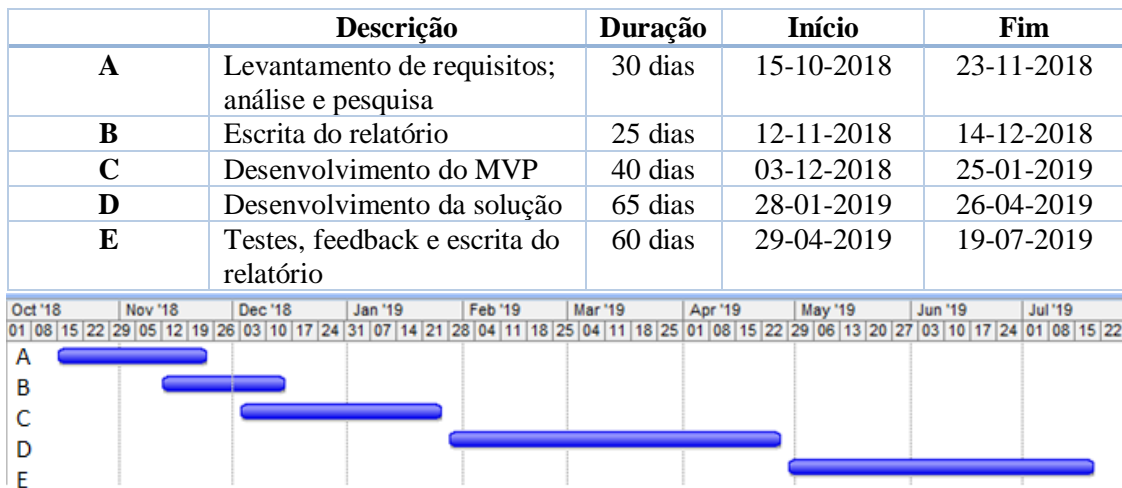 Descrição Duração Início Fim
A Levantamento de requisitos; 30 dias 15-10-2018 23-11-2018
análise e pesquisa
B Escrita do relatório 25 dias 12-11-2018 14-12-2018
C Desenvolvimento do MVP 40 dias 03-12-2018 25-01-2019
D Desenvolvimento da solução 65 dias 28-01-2019 26-04-2019
E Testes, feedback e escrita do 60 dias 29-04-2019 19-07-2019
relatório
Oct '18 Nov '18 Dec '18 Jan '19 Feb '19 Mar '19 Apr '19 May '19 Jun '19 Jul '19
01 08 15 22 29 05 12 19 26 03 10 17 24 31 07 14 21 28 04 11 18 25 04 11 18 25 01 08 15 22 29 06 13 20 27 03 10 17 24 01 08 15 22
A
B
C
D
E